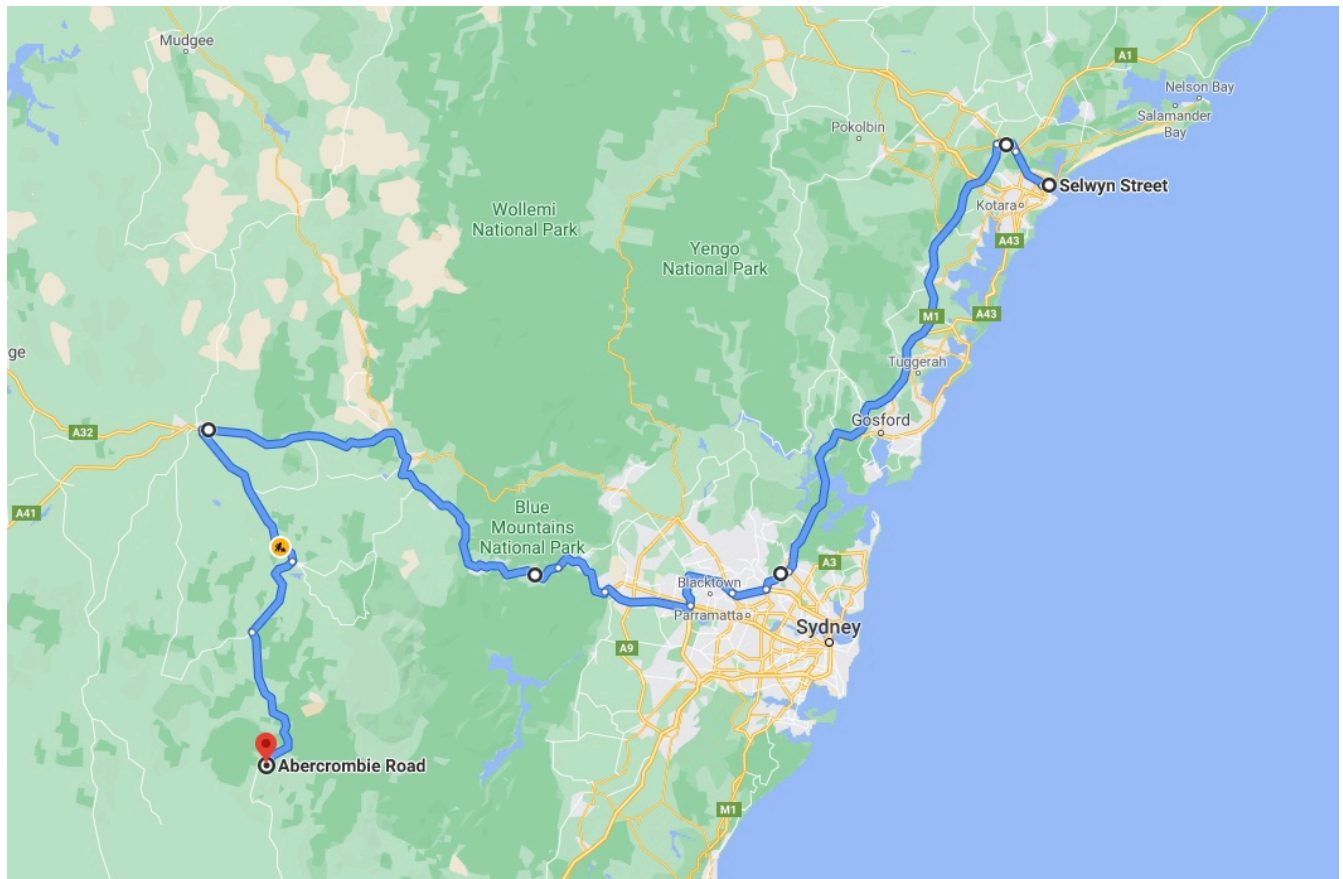 Mudgee
A1
Nelson Bay
Salamander
Bay
Pokolbin
Selwyn Street
Kotara
Wollemi
National Park
Yengo
National Park
A43
M1
A43
ge
Tuggerah
A32
Gosford
A41
Blue
Mountains
National Park
A3
Blacktown
Parramatta
Sydney
A9
Abercrombie Road
M1